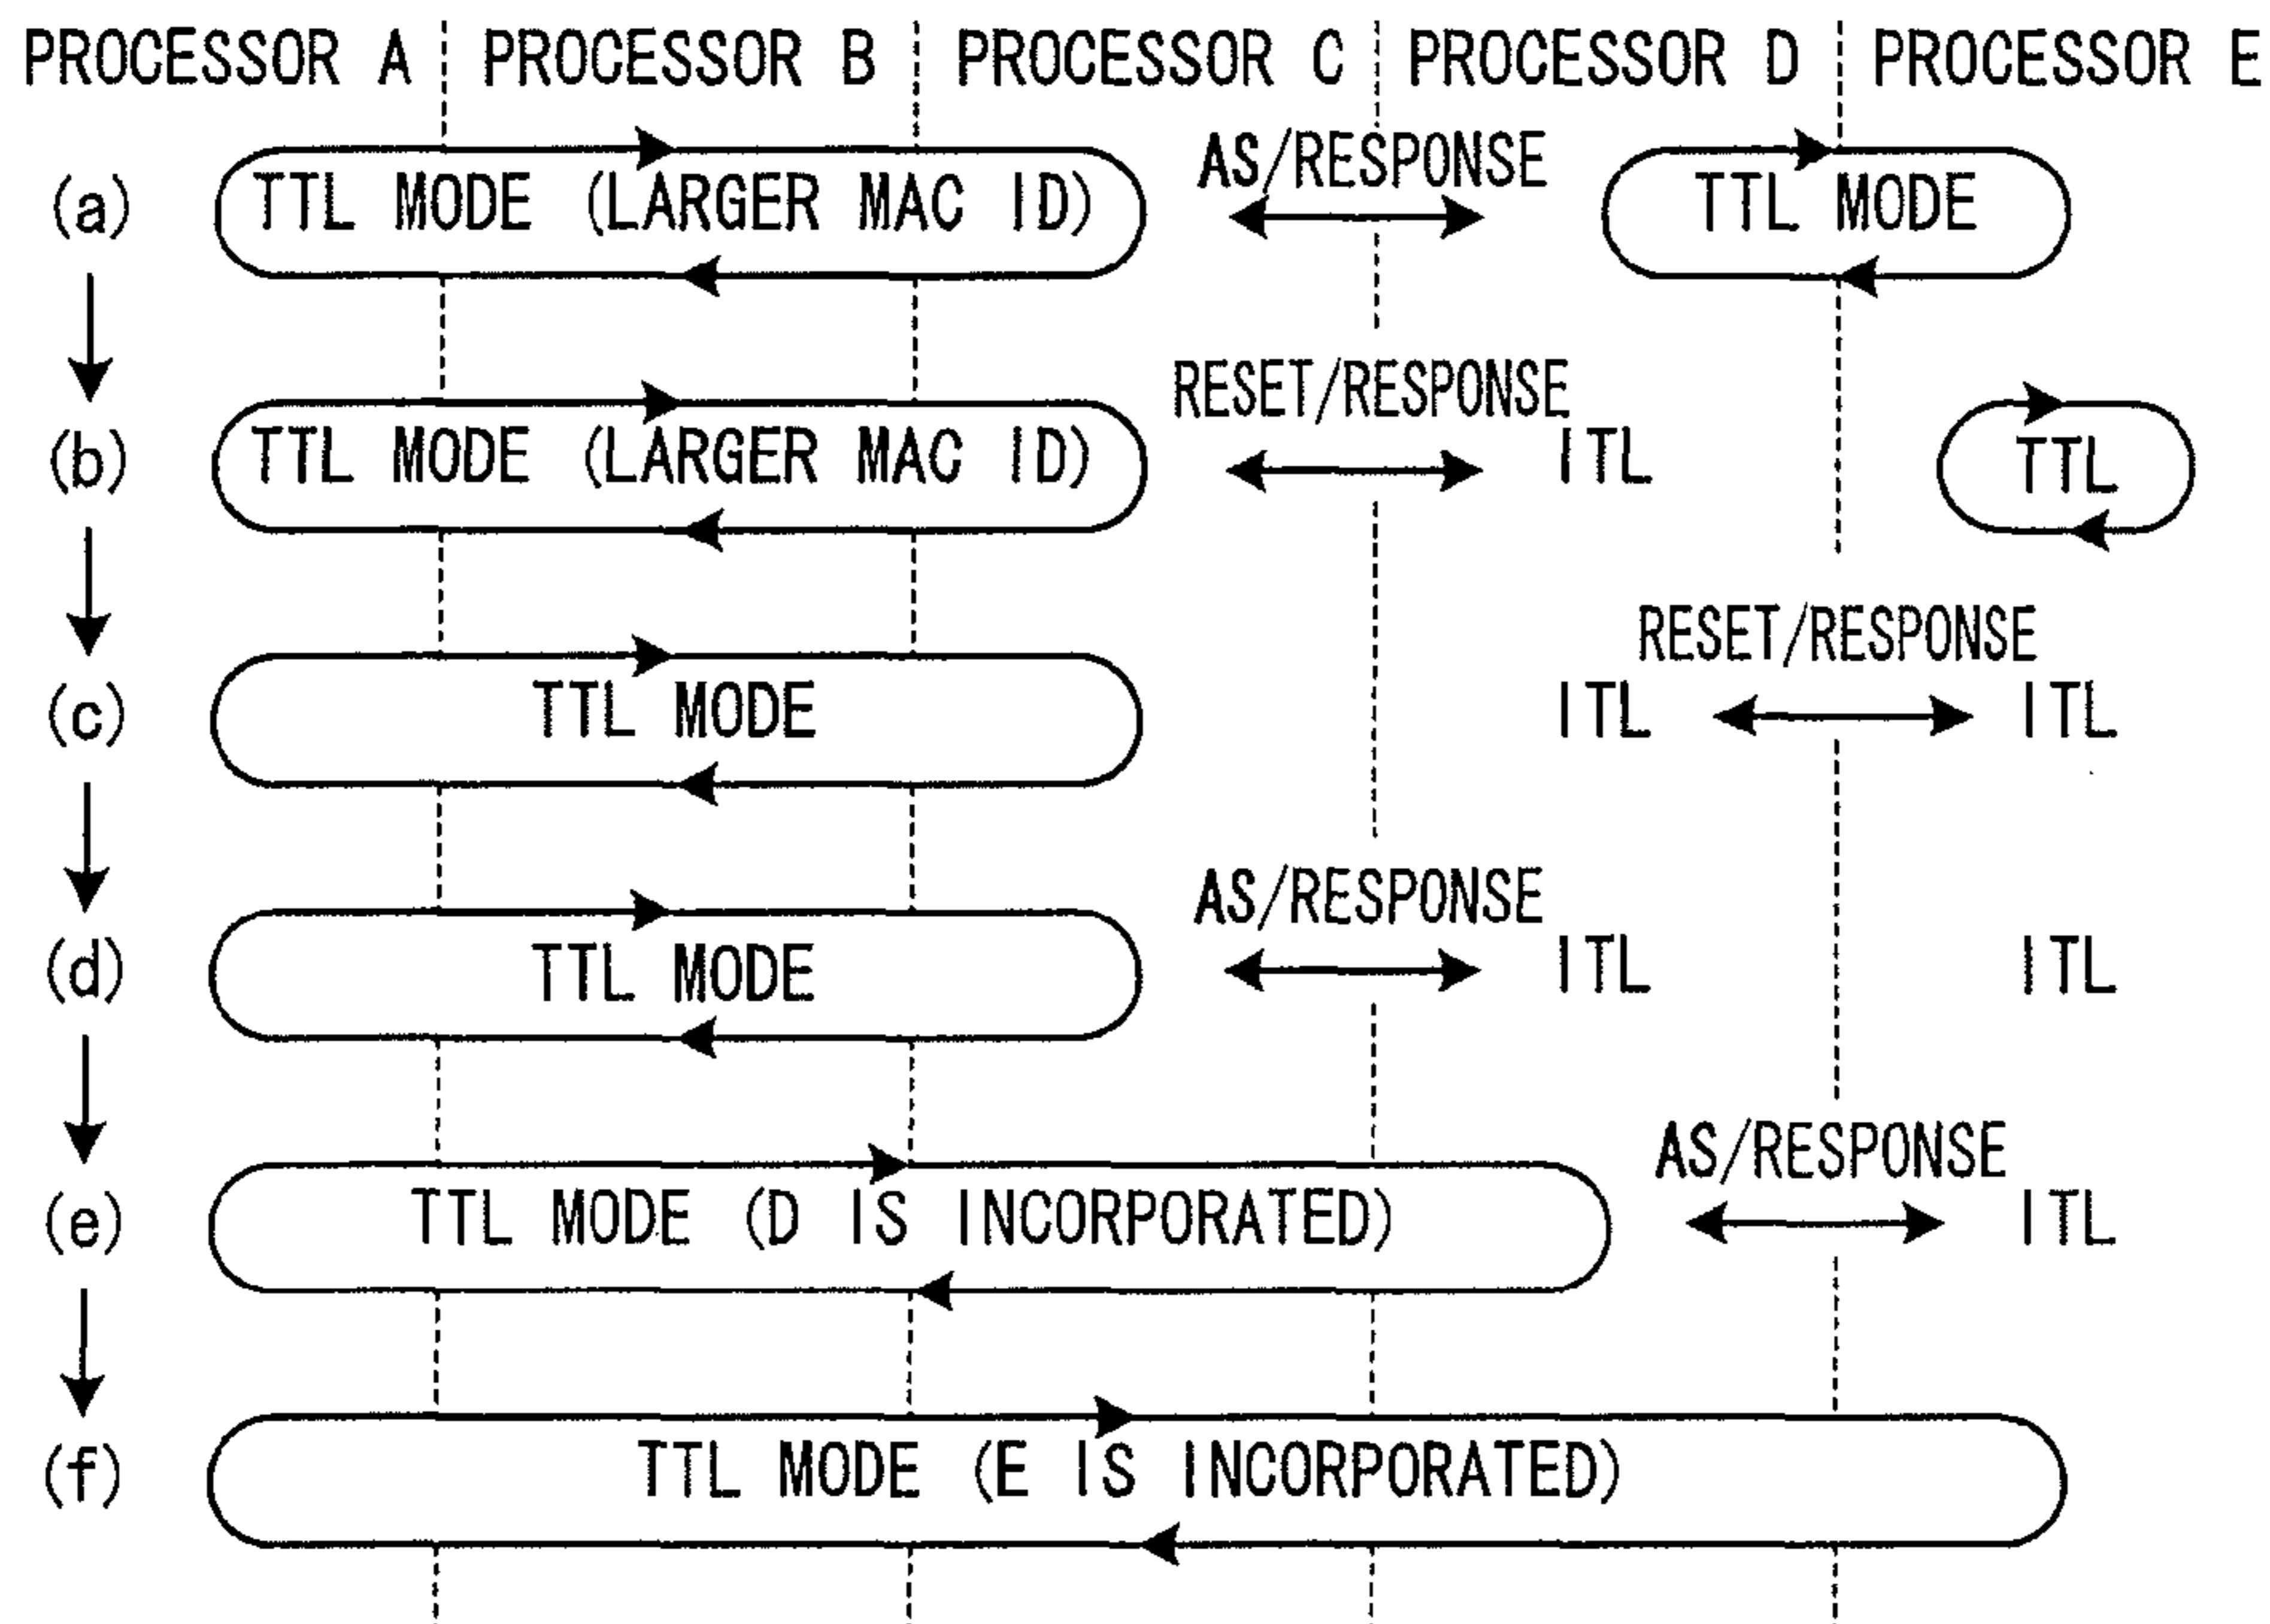 PROCESSOR A PROCESSOR B PROCESSOR C PROCESSOR D PROCESSOR E
AS/RESPONSE
(a) TTL MODE (LARGER MAC ID) TTL MODE
RESET/RESPONSE
(b) TTL MODE (LARGER MAC ID) ITL TTL
RESET/RESPONSE
(c) TTL MODE ITL ITL
AS/RESPONSE
(d) TTL MODE ITL ITL
AS/RESPONSE
(e) TTL MODE (D IS INCORPORATED) ITL
(f) TTL MODE (E IS INCORPORATED)